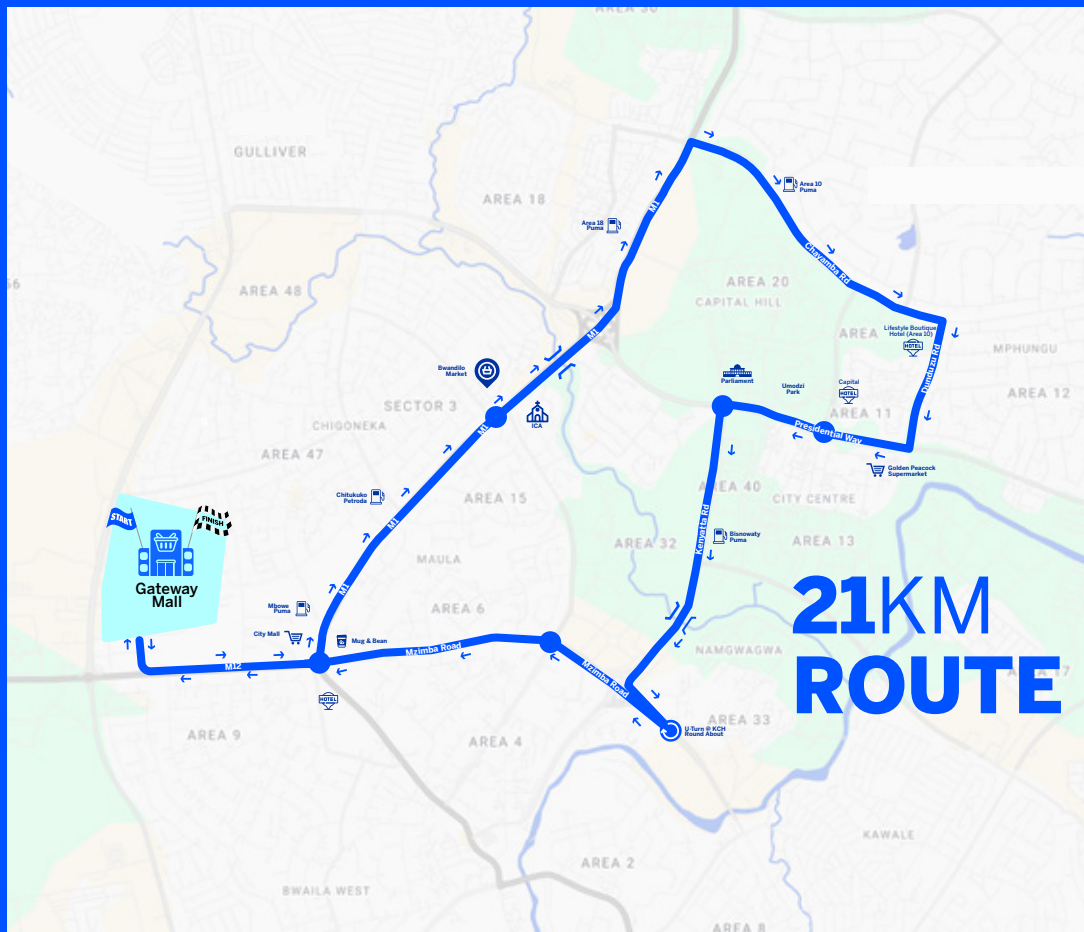 AREA 30
GULLIVER
AREA 18
Area 10
Puma
M1
Area 18
Puma
Chayamba Rd
AREA 48
AREA 20
CAPITAL HILL
Lifestyle Boutique
Hotel (Area 10)
HOTEL
AREA
MPHUNGU
M1
Bwandilo
Market
Parliament
Umodzi
Park
Capital
HOTEL
Dunduzu Rd
AREA 12
SECTOR 3
ICA
AREA 11
CHIGONEKA
M1
Presidential Way
AREA 47
Golden Peacock
Supermarket
AREA 40
Chitukuko
Petroda
AREA 15
CITY CENTRE
START
FINISH
M1
Kenyatta Rd
Bisnowaty
Puma
AREA 32
AREA 13
MAULA
Gateway
Mall
M1
21KM
ROUTE
Mbowe
Puma
AREA 6
City Mall
Mug & Bean
Mzimba Road
NAMGWAGWA
M12
Mzimba Road
17
HOTEL
AREA 33
U-Turn @ KCH
Round About
AREA 9
AREA 4
KAWALE
AREA 2
BWAILA WEST
AREA 8